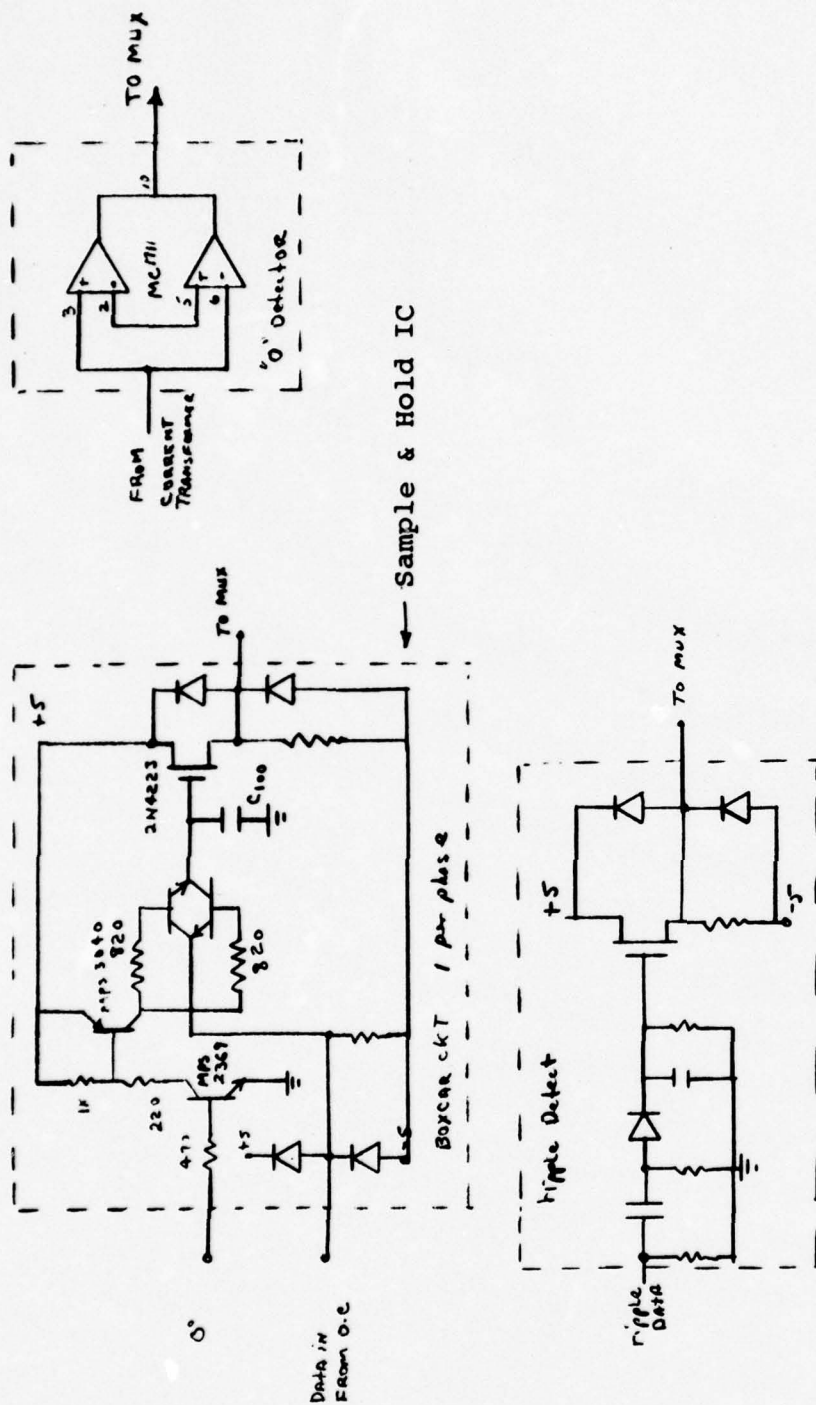 +5
1K
220
MPS 3640
820
820
2N4223
C100
TO MUX
0°
477
MPS
2369
+5
-5
DATA IN
FROM O.C
BOXCAR CKT 1 per phase
← Sample & Hold IC
FROM
CURRENT
TRANSFORMER
3
+
2
-
MC1711
5
+
6
-
10
"0" Detector
TO MUX
ripple Detect
ripple
DATA
+5
-5
TO MUX